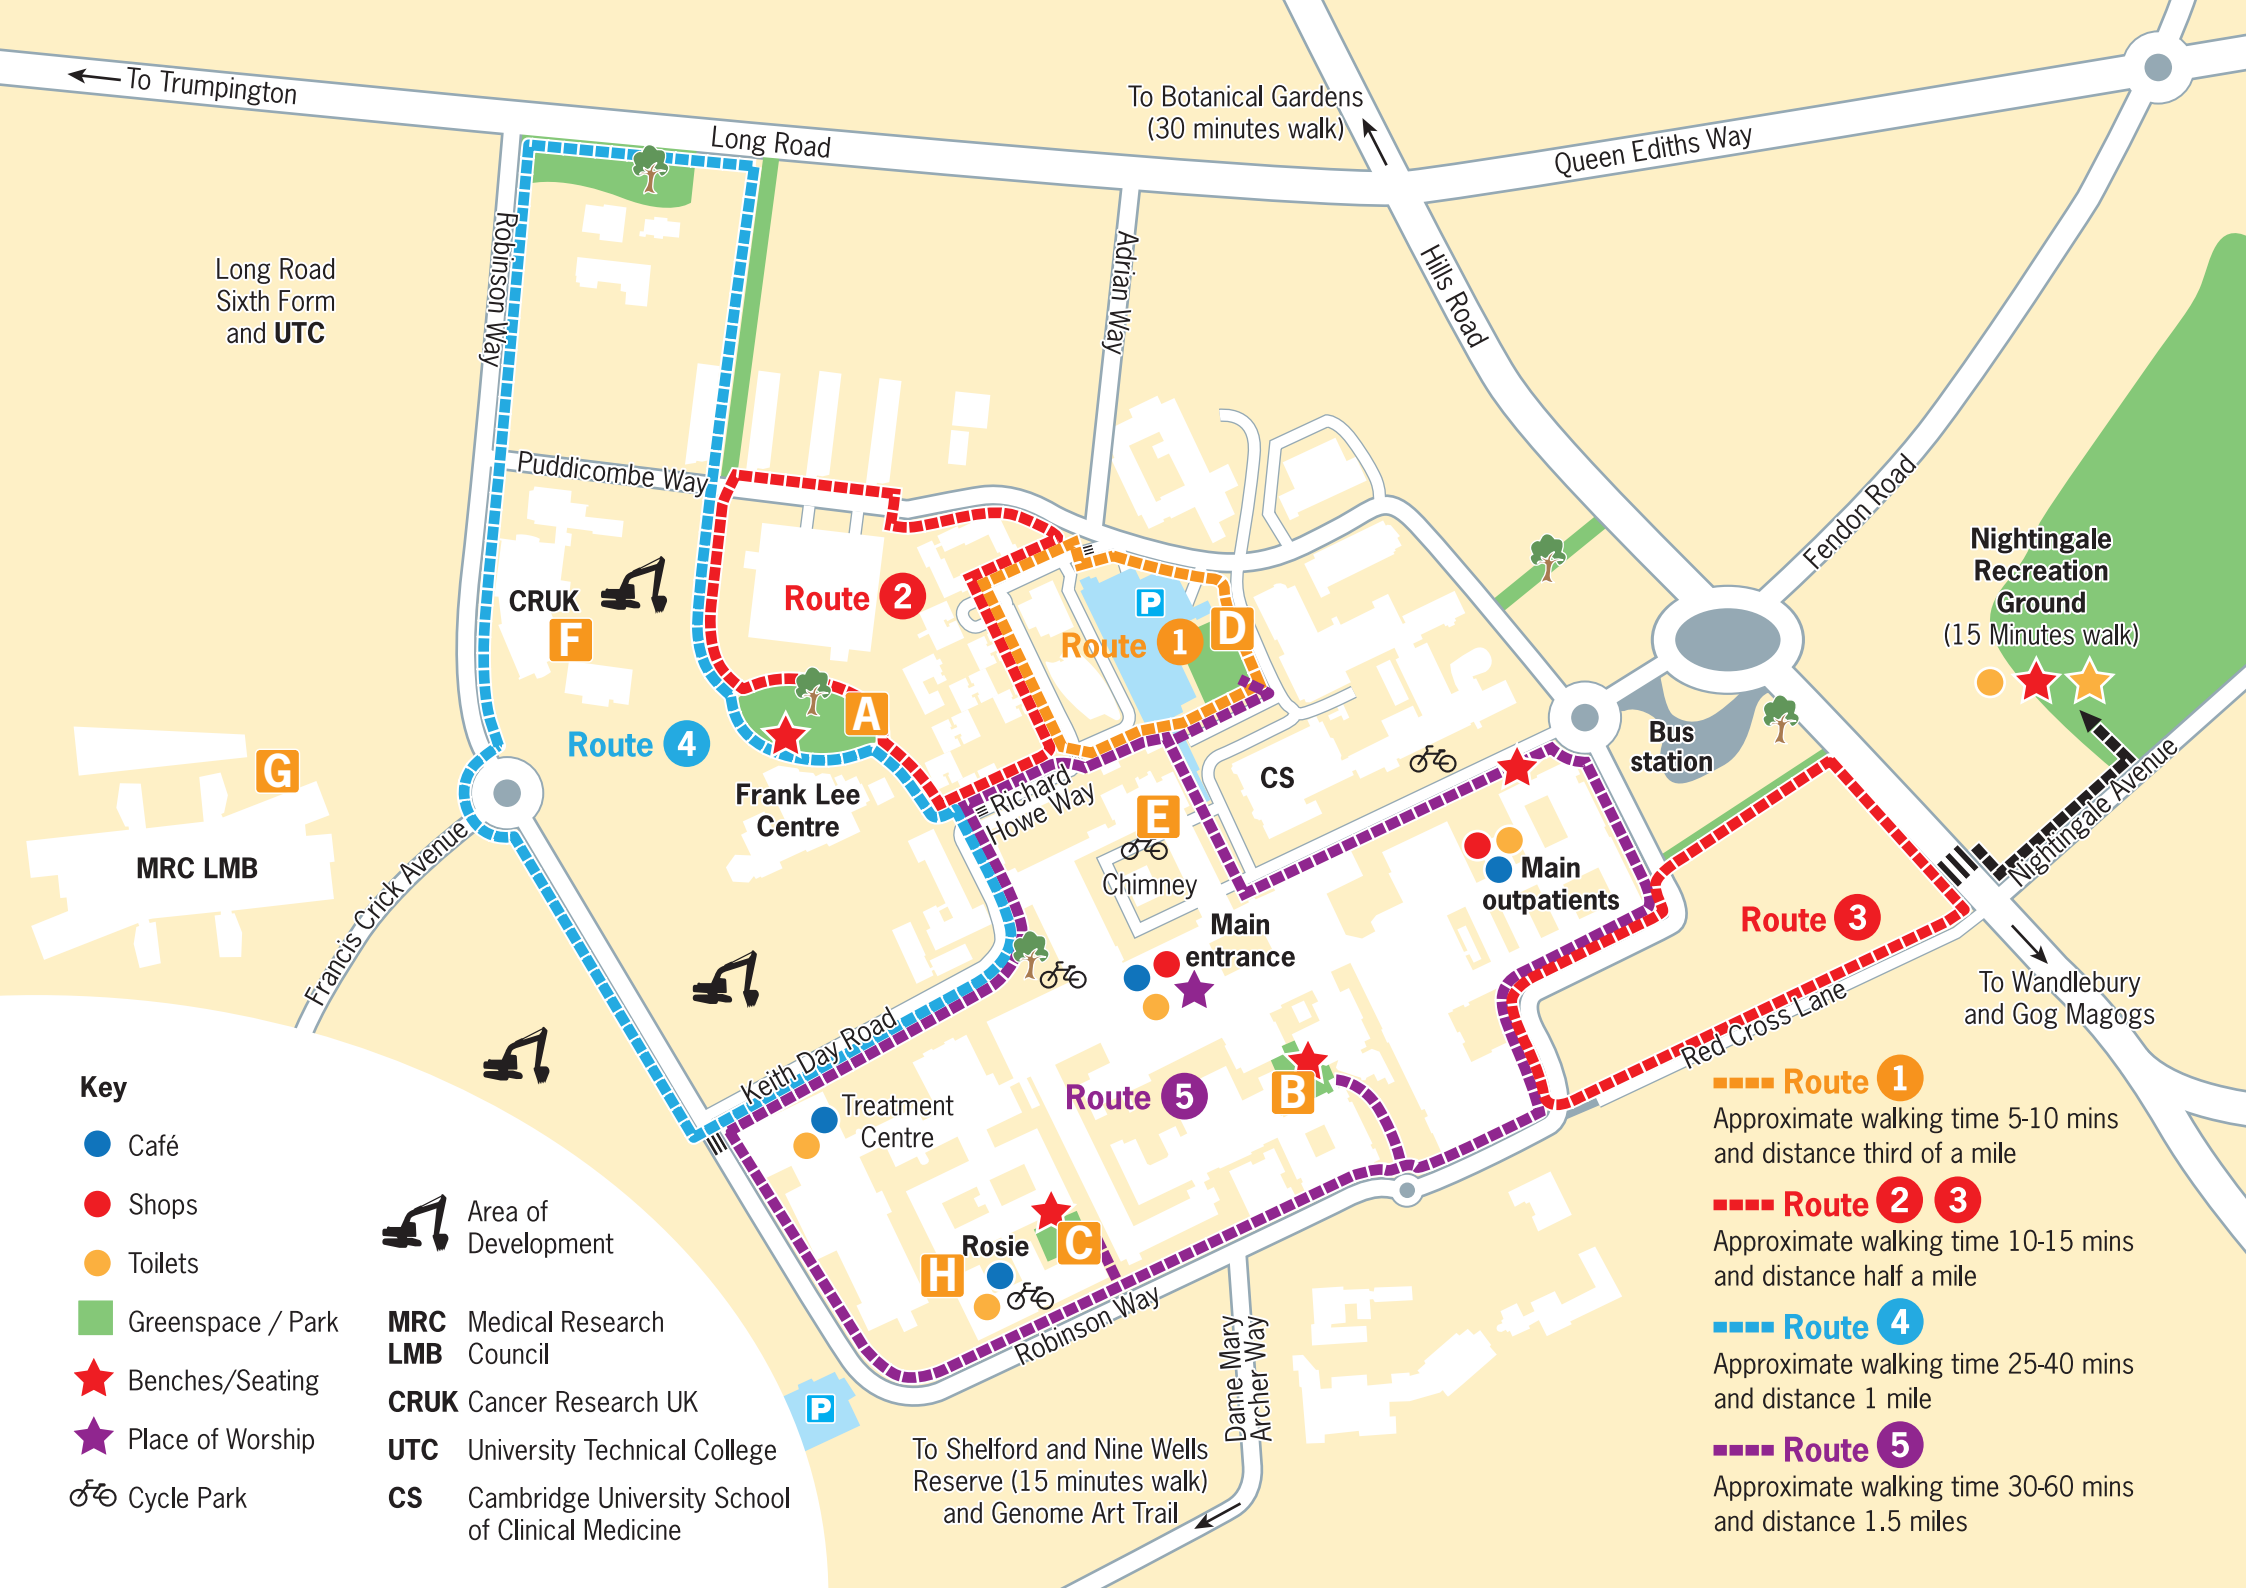 To Trumpington
Long Road
To Botanical Gardens
(30 minutes walk)
Queen Ediths Way
Long Road
Sixth Form
and UTC
Robinson Way
Adrian Way
Hills Road
Puddicombe Way
Fendon Road
Nightingale
Recreation
Ground
(15 Minutes walk)
CRUK
F
Route 2
P
D
Route 1
A
Route 4
G
Bus
station
Frank Lee
Centre
Richard
Howe Way
E
CS
Nightingale Avenue
MRC LMB
Francis Crick Avenue
Chimney
Main
outpatients
Main
entrance
Route 3
To Wandlebury
and Gog Magogs
Keith Day Road
Red Cross Lane
Treatment
Centre
Route 5
B
C
Rosie
H
Robinson Way
Dame Mary
Archer Way
P
To Shelford and Nine Wells
Reserve (15 minutes walk)
and Genome Art Trail
Key
Café
Shops
Toilets
Greenspace / Park
Benches/Seating
Place of Worship
Cycle Park
Area of
Development
MRC Medical Research
LMB Council
CRUK Cancer Research UK
UTC University Technical College
CS Cambridge University School
of Clinical Medicine
Route 1
Approximate walking time 5-10 mins
and distance third of a mile
Route 2 3
Approximate walking time 10-15 mins
and distance half a mile
Route 4
Approximate walking time 25-40 mins
and distance 1 mile
Route 5
Approximate walking time 30-60 mins
and distance 1.5 miles